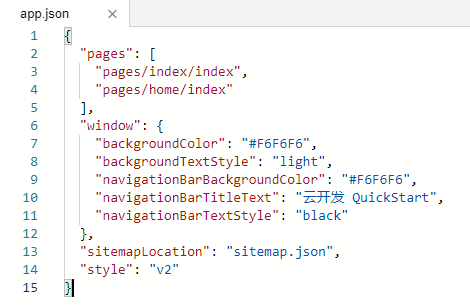 app.json
1 {
2 "pages": [
3 "pages/index/index",
4 "pages/home/index"
5 ],
6 "window": {
7 "backgroundColor": "#F6F6F6",
8 "backgroundTextStyle": "light",
9 "navigationBarBackgroundColor": "#F6F6F6",
10 "navigationBarTitleText": "云开发 QuickStart",
11 "navigationBarTextStyle": "black"
12 },
13 "sitemapLocation": "sitemap.json",
14 "style": "v2"
15 }